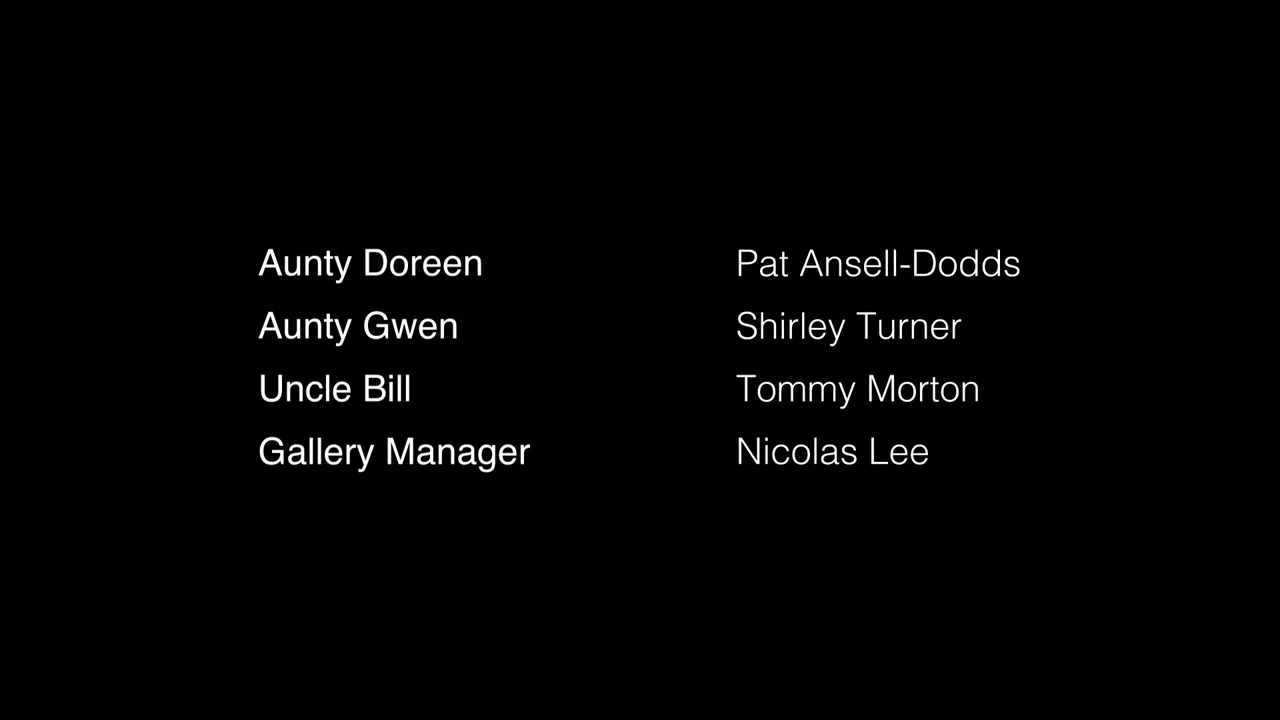 Aunty Doreen Pat Ansell-Dodds
Aunty Gwen Shirley Turner
Uncle Bill Tommy Morton
Gallery Manager Nicolas Lee